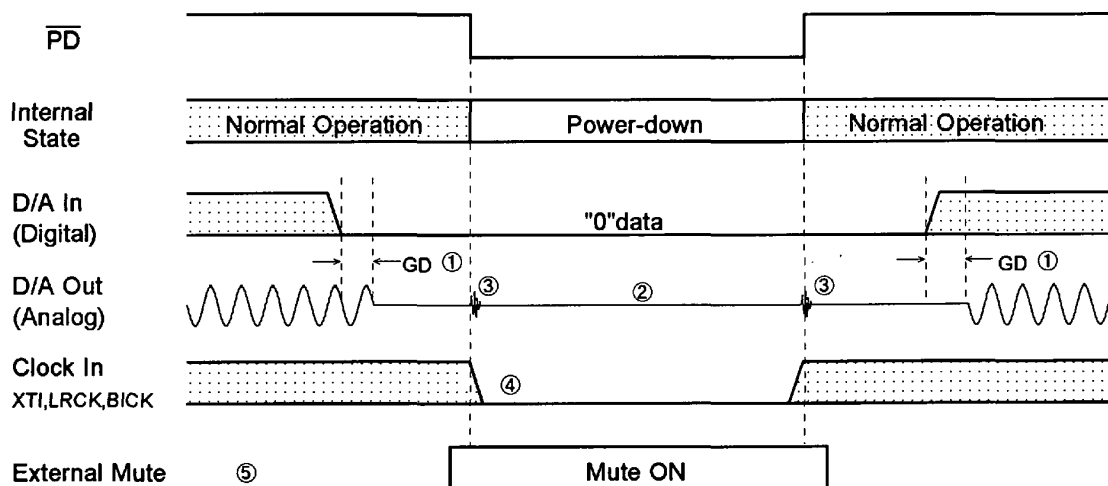 PD
Internal State
Normal Operation
Power-down
Normal Operation
D/A In
(Digital)
"0"data
GD ①
GD ①
D/A Out
(Analog)
③
②
③
Clock In
XTI,LRCK,BICK
④
External Mute
⑤
Mute ON